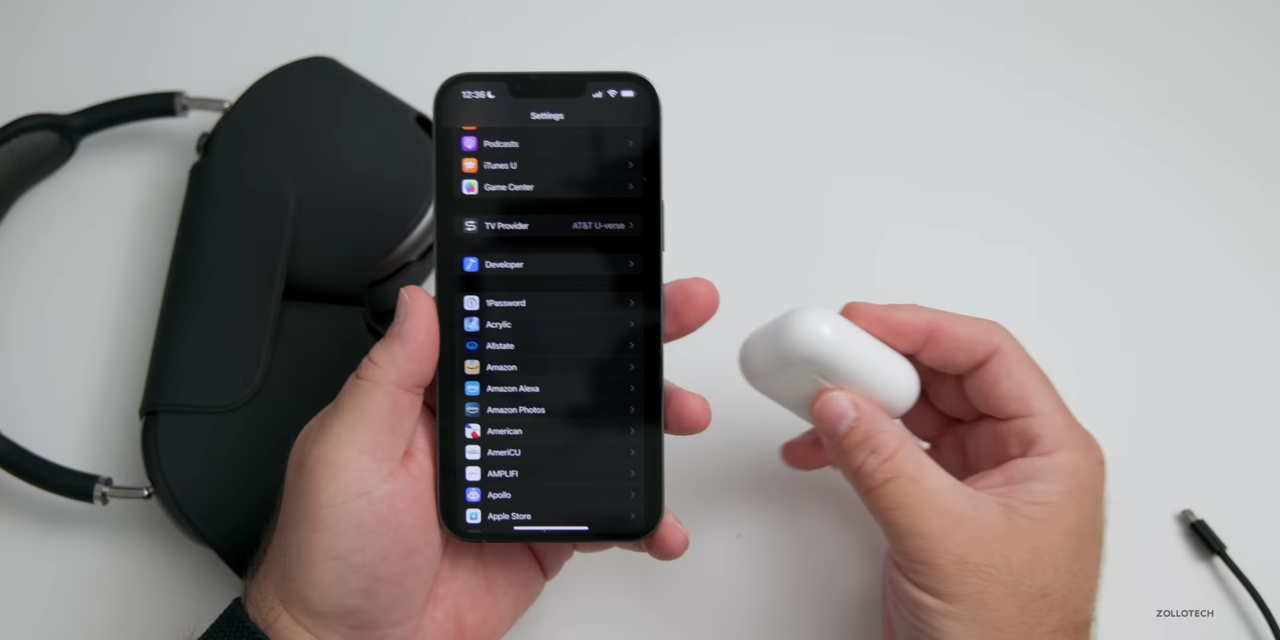 12:36
Settings
Podcasts
iTunes U
Game Center
TV Provider AT&T U-verse
Developer
1Password
Acrylic
Allstate
Amazon
Amazon Alexa
Amazon Photos
American
AmeriCU
AMPLIFI
Apollo
Apple Store
ZOLLOTECH